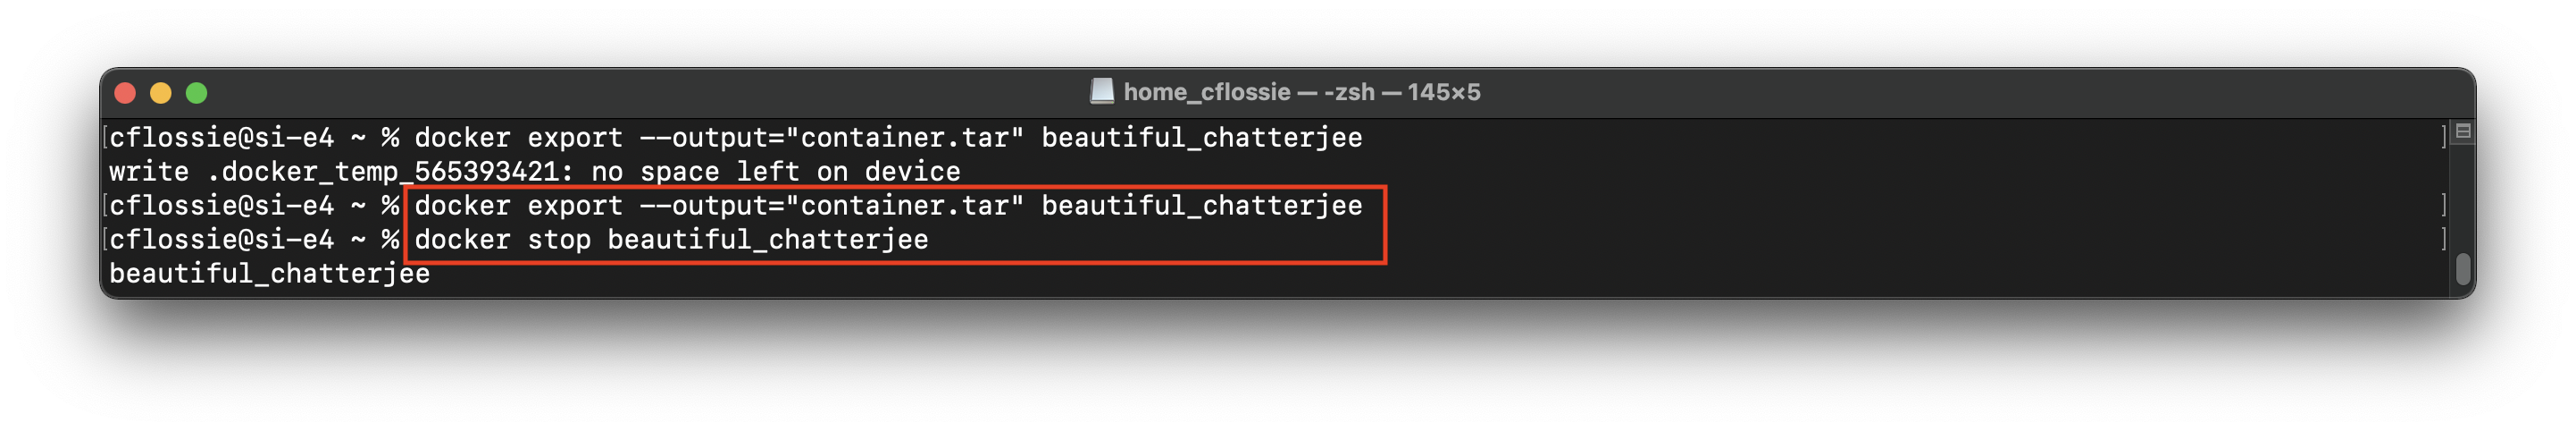 home_cflossie — -zsh — 145×5
[cflossie@si-e4 ~ % docker export --output="container.tar" beautiful_chatterjee ]
write .docker_temp_565393421: no space left on device
[cflossie@si-e4 ~ % docker export --output="container.tar" beautiful_chatterjee ]
[cflossie@si-e4 ~ % docker stop beautiful_chatterjee ]
beautiful_chatterjee